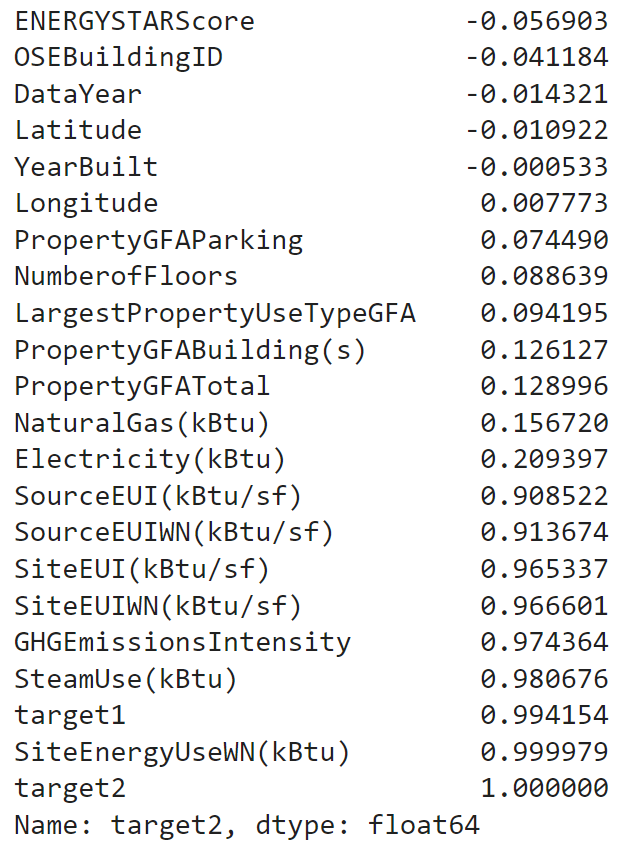 ENERGYSTARScore -0.056903
OSEBuildingID -0.041184
DataYear -0.014321
Latitude -0.010922
YearBuilt -0.000533
Longitude 0.007773
PropertyGFAParking 0.074490
NumberofFloors 0.088639
LargestPropertyUseTypeGFA 0.094195
PropertyGFABuilding(s) 0.126127
PropertyGFATotal 0.128996
NaturalGas(kBtu) 0.156720
Electricity(kBtu) 0.209397
SourceEUI(kBtu/sf) 0.908522
SourceEUIWN(kBtu/sf) 0.913674
SiteEUI(kBtu/sf) 0.965337
SiteEUIWN(kBtu/sf) 0.966601
GHGEmissionsIntensity 0.974364
SteamUse(kBtu) 0.980676
target1 0.994154
SiteEnergyUseWN(kBtu) 0.999979
target2 1.000000
Name: target2, dtype: float64